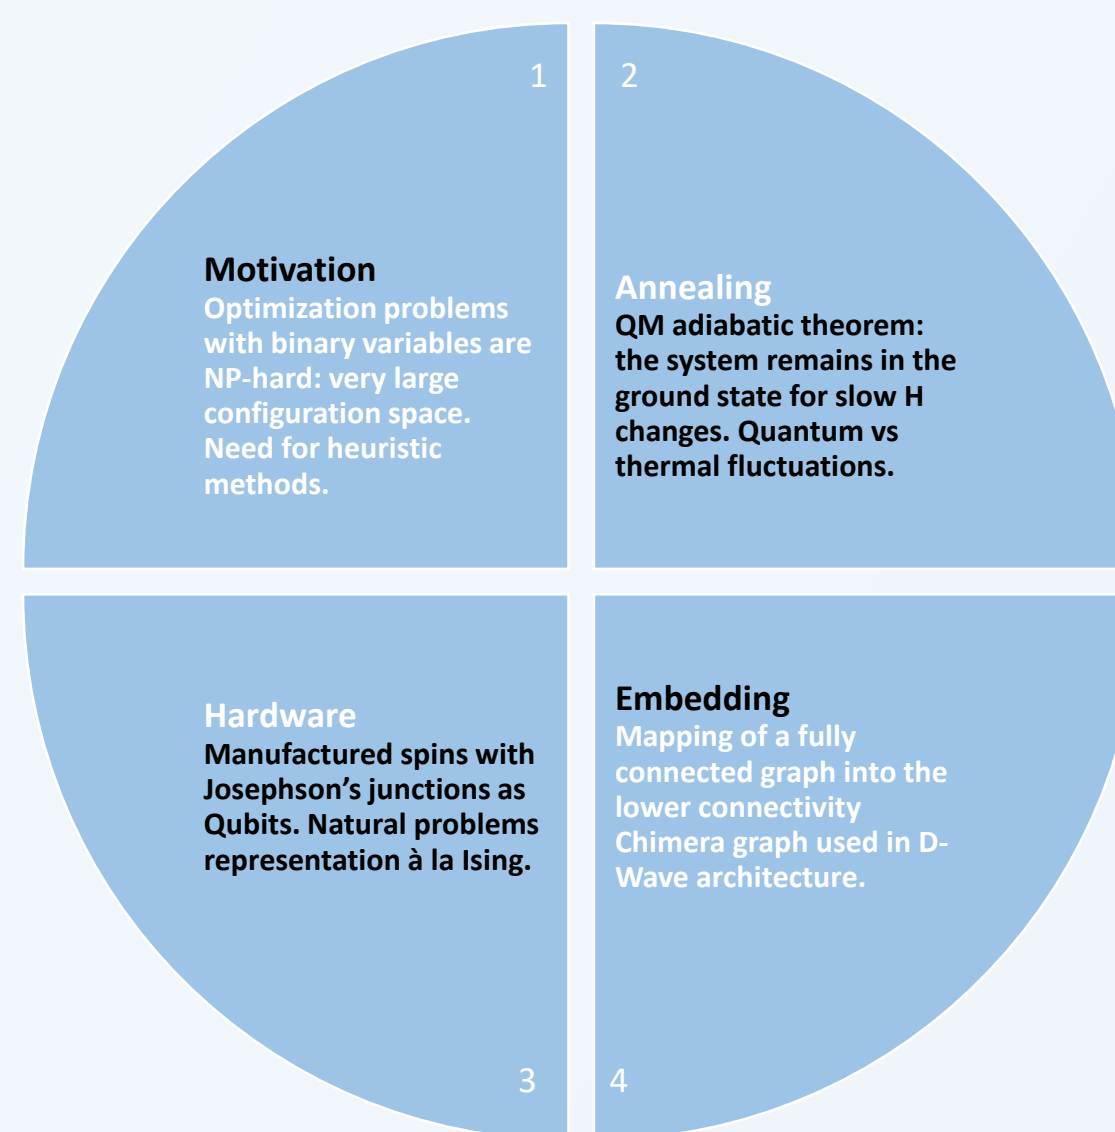 1
Motivation
Optimization problems
with binary variables are
NP-hard: very large
configuration space.
Need for heuristic
methods.
2
Annealing
QM adiabatic theorem:
the system remains in the
ground state for slow H
changes. Quantum vs
thermal fluctuations.
Hardware
Manufactured spins with
Josephson’s junctions as
Qubits. Natural problems
representation à la Ising.
3
Embedding
Mapping of a fully
connected graph into the
lower connectivity
Chimera graph used in D-
Wave architecture.
4